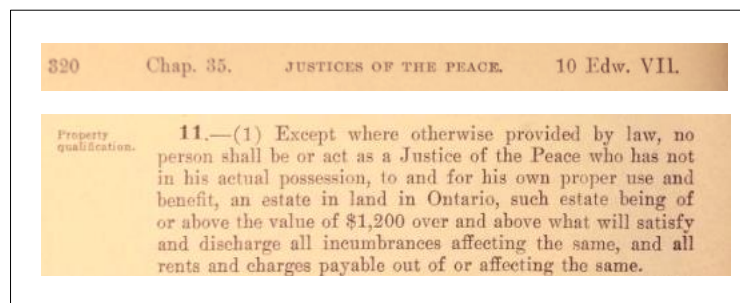 320 Chap. 35. JUSTICES OF THE PEACE. 10 Edw. VII.
Property
qualification.
11.—(1) Except where otherwise provided by law, no
person shall be or act as a Justice of the Peace who has not
in his actual possession, to and for his own proper use and
benefit, an estate in land in Ontario, such estate being of
or above the value of $1,200 over and above what will satisfy
and discharge all incumbrances affecting the same, and all
rents and charges payable out of or affecting the same.